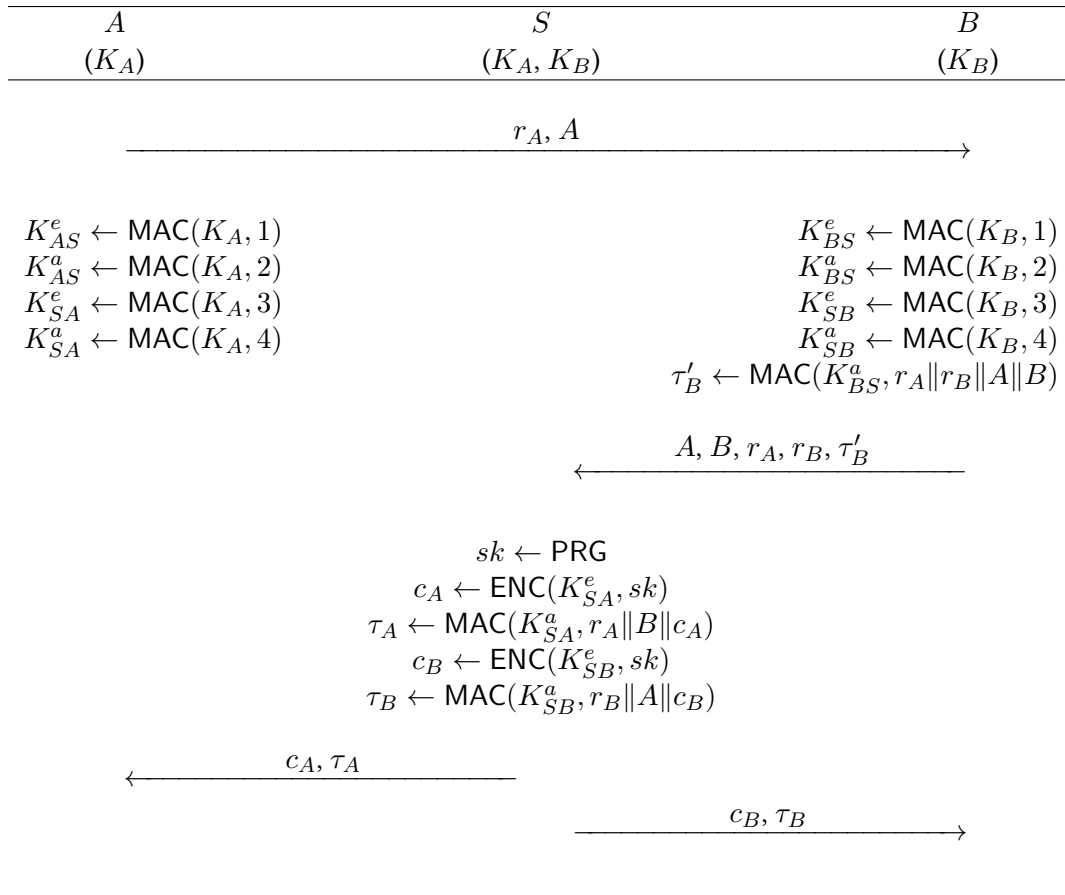 A S B
(K_A) (K_A, K_B) (K_B)
r_A, A
K^e_{AS} ← MAC(K_A, 1) K^e_{BS} ← MAC(K_B, 1)
K^a_{AS} ← MAC(K_A, 2) K^a_{BS} ← MAC(K_B, 2)
K^e_{SA} ← MAC(K_A, 3) K^e_{SB} ← MAC(K_B, 3)
K^a_{SA} ← MAC(K_A, 4) K^a_{SB} ← MAC(K_B, 4)
τ'_B ← MAC(K^a_{BS}, r_A‖r_B‖A‖B)
A, B, r_A, r_B, τ'_B
sk ← PRG
c_A ← ENC(K^e_{SA}, sk)
τ_A ← MAC(K^a_{SA}, r_A‖B‖c_A)
c_B ← ENC(K^e_{SB}, sk)
τ_B ← MAC(K^a_{SB}, r_B‖A‖c_B)
c_A, τ_A
c_B, τ_B